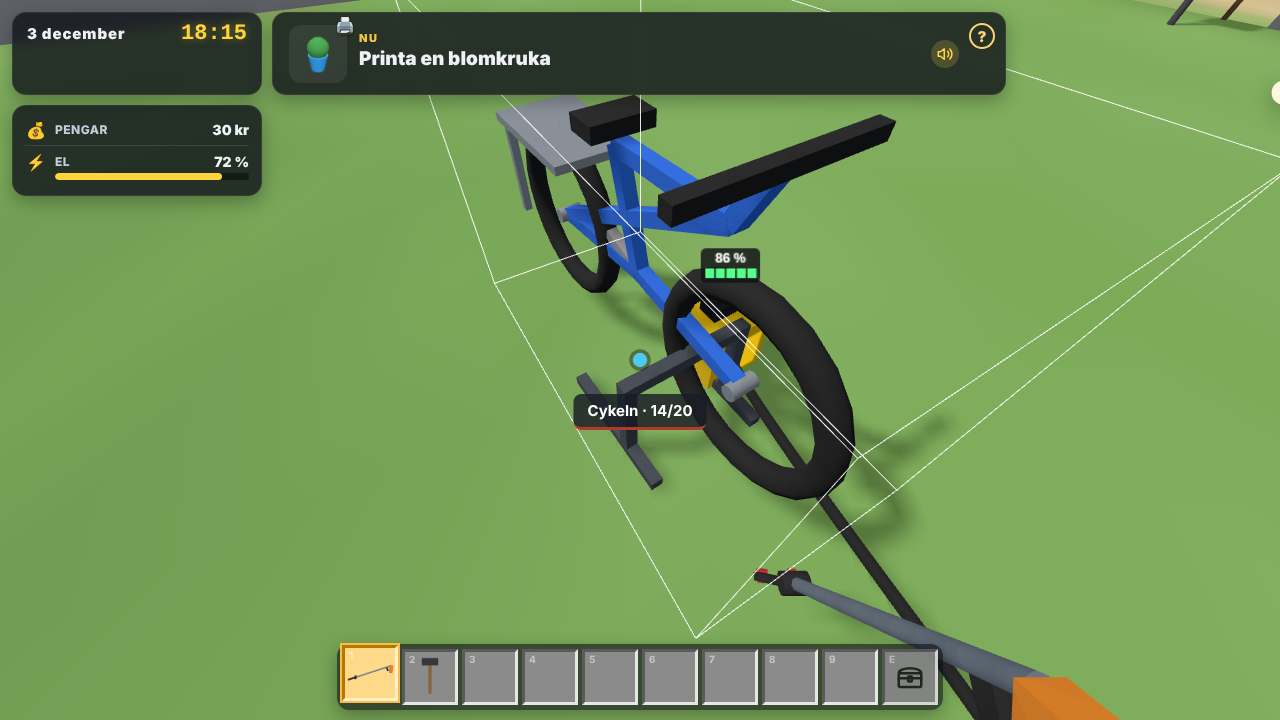 3 december 18:15
NU
Printa en blomkruka
?
PENGAR 30 kr
EL 72 %
86 %
Cykeln · 14/20
1 2 3 4 5 6 7 8 9 E